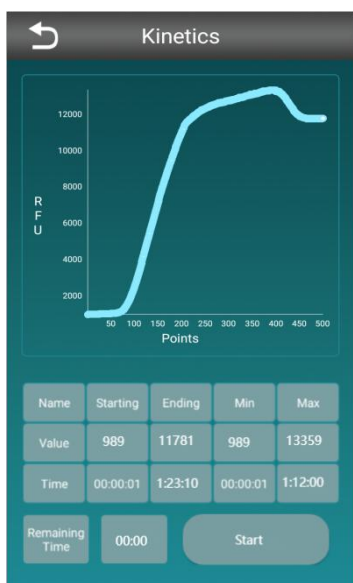 Kinetics
12000
10000
8000
6000
4000
2000
R
F
U
50 100 150 200 250 300 350 400 450 500
Points
Name Starting Ending Min Max
Value 989 11781 989 13359
Time 00:00:01 1:23:10 00:00:01 1:12:00
Remaining
Time 00:00 Start